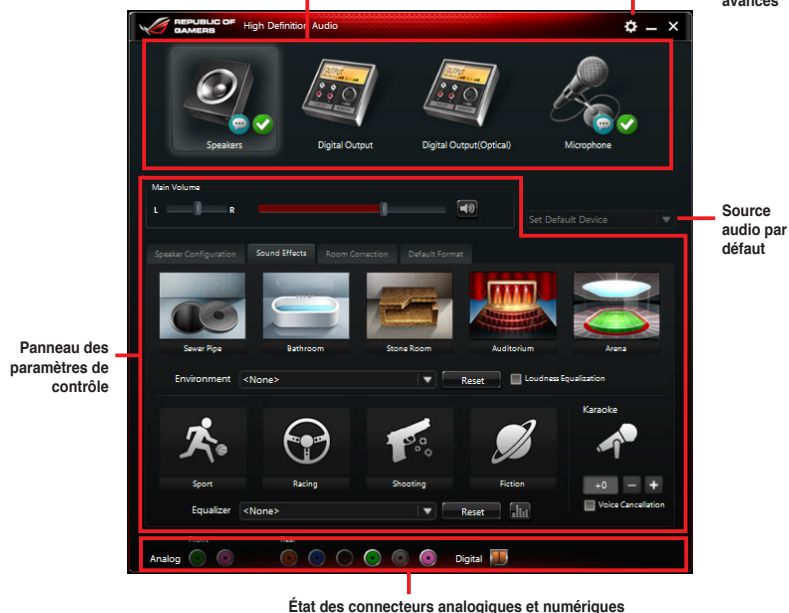 avancés
REPUBLIC OF
GAMERS
High Definition Audio
OUTPUT
OUTPUT
Speakers
Digital Output
Digital Output(Optical)
Microphone
Main Volume
L
R
Set Default Device
Source
audio par
défaut
Speaker Configuration
Sound Effects
Room Correction
Default Format
Sewer Pipe
Bathroom
Stone Room
Auditorium
Arena
Panneau des
paramètres de
contrôle
Environment
<None>
Reset
Loudness Equalization
Karaoke
Sport
Racing
Shooting
Fiction
+0
Equalizer
<None>
Reset
Voice Cancellation
Front
Rear
Analog
Digital
État des connecteurs analogiques et numériques